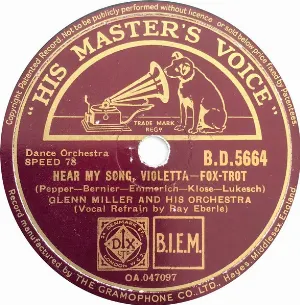 Copyright. Patented Record. Not to be publicly performed without licence or sold below price fixed by patentees.
"HIS MASTER'S VOICE"
TRADE MARK
REGD
Dance Orchestra
SPEED 78
B.D.5664
HEAR MY SONG, VIOLETTA—FOX-TROT
(Pepper—Bernier—Emmerich—Klose—Lukesch)
GLENN MILLER AND HIS ORCHESTRA
(Vocal Refrain by Ray Eberle)
B.I.E.M.
OA.047097
Record manufactured by THE GRAMOPHONE CO., LTD., Hayes, Middlesex, England.